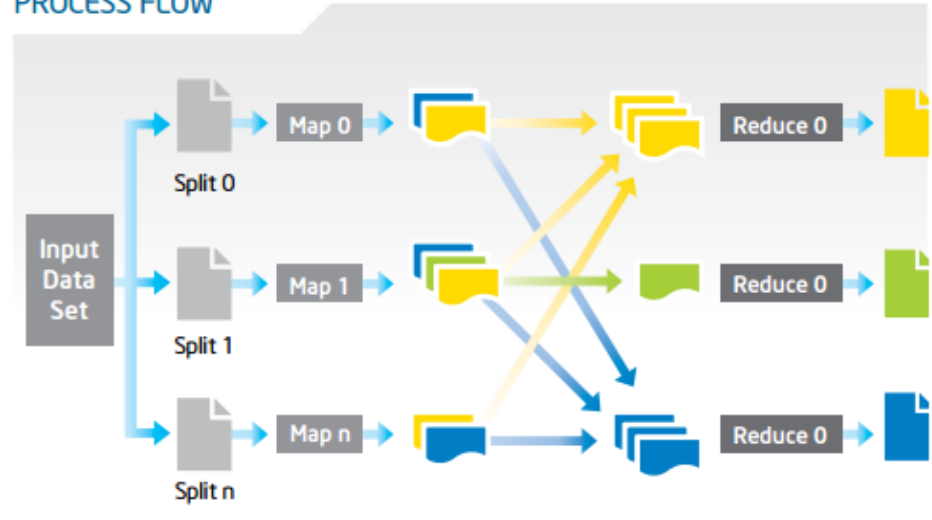 PROCESS FLOW
Map 0
Reduce 0
Split 0
Input
Data
Set
Map 1
Reduce 0
Split 1
Map n
Reduce 0
Split n